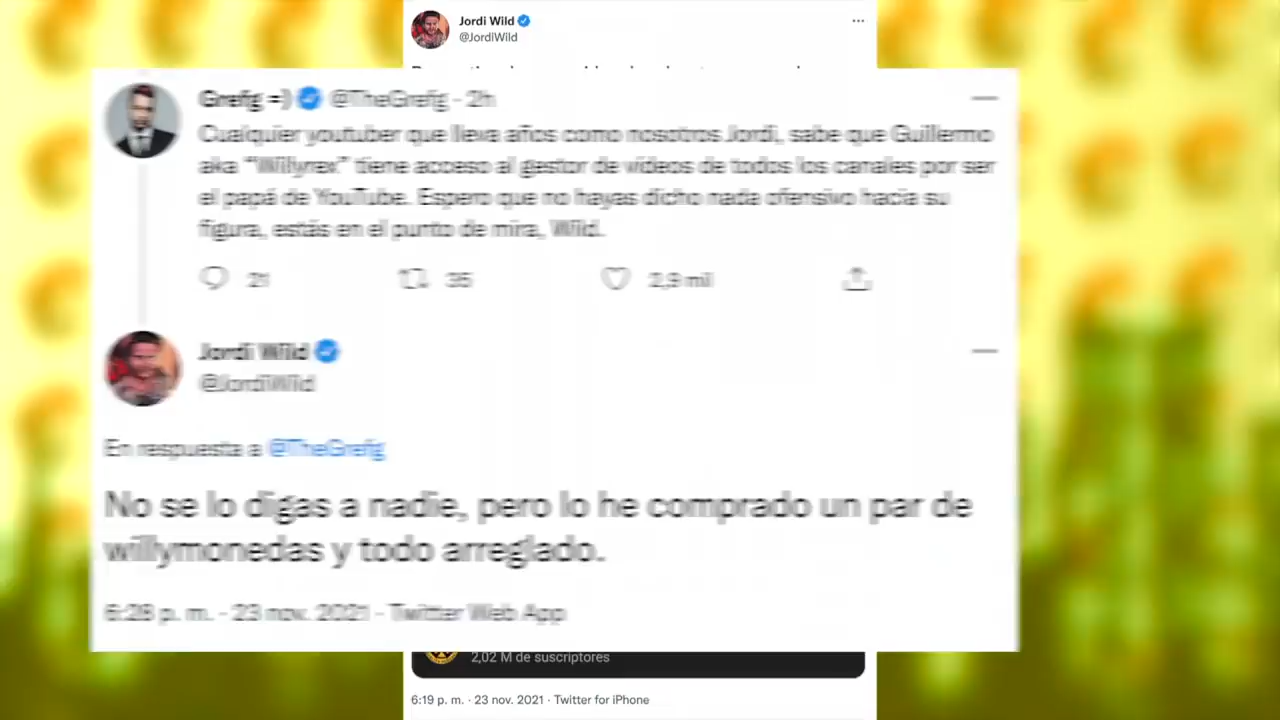 Jordi Wild
@JordiWild
Grefg =) @TheGrefg · 2h
Cualquier youtuber que lleva años como nosotros Jordi, sabe que Guillermo
aka "Willyrex" tiene acceso al gestor de vídeos de todos los canales por ser
el papá de YouTube. Espero que no hayas dicho nada ofensivo hacia su
figura, estás en el punto de mira, Wild.
21 35 2,9 mil
Jordi Wild
@JordiWild
En respuesta a @TheGrefg
No se lo digas a nadie, pero lo he comprado un par de
willymonedas y todo arreglado.
6:28 p. m. · 23 nov. 2021 · Twitter Web App
2,02 M de suscriptores
6:19 p. m. · 23 nov. 2021 · Twitter for iPhone